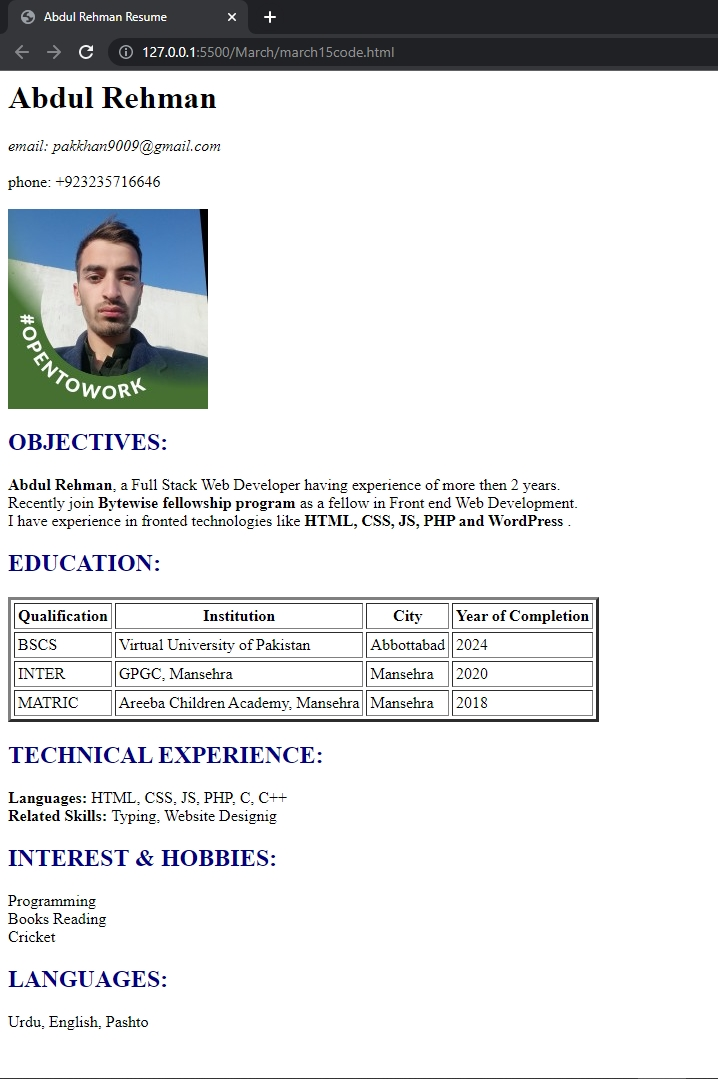 Abdul Rehman Resume
127.0.0.1:5500/March/march15code.html
Abdul Rehman
email: pakkhan9009@gmail.com
phone: +923235716646
#OPENTOWORK
OBJECTIVES:
Abdul Rehman, a Full Stack Web Developer having experience of more then 2 years.
Recently join Bytewise fellowship program as a fellow in Front end Web Development.
I have experience in fronted technologies like HTML, CSS, JS, PHP and WordPress .
EDUCATION:
Qualification Institution City Year of Completion
BSCS Virtual University of Pakistan Abbottabad 2024
INTER GPGC, Mansehra Mansehra 2020
MATRIC Areeba Children Academy, Mansehra Mansehra 2018
TECHNICAL EXPERIENCE:
Languages: HTML, CSS, JS, PHP, C, C++
Related Skills: Typing, Website Designig
INTEREST & HOBBIES:
Programming
Books Reading
Cricket
LANGUAGES:
Urdu, English, Pashto